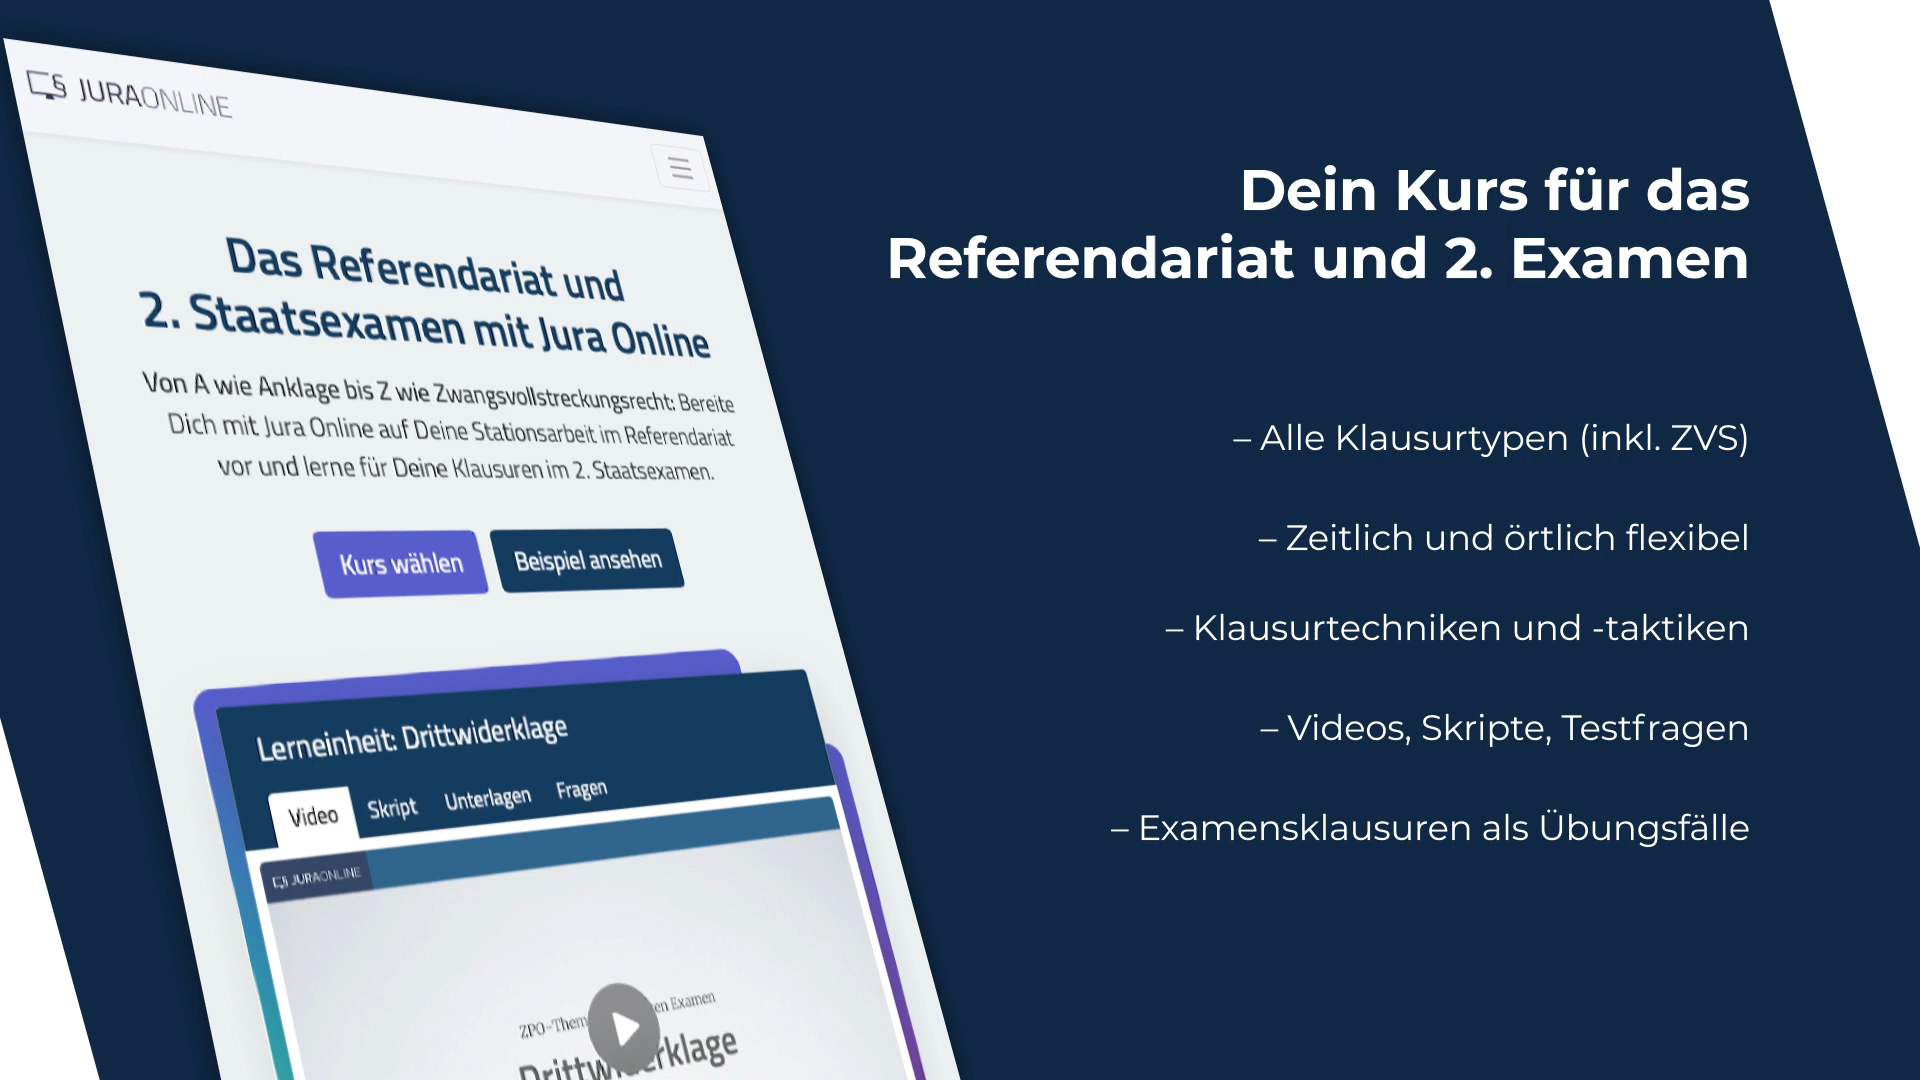 JURAONLINE
Das Referendariat und
2. Staatsexamen mit Jura Online
Von A wie Anklage bis Z wie Zwangsvollstreckungsrecht: Bereite
Dich mit Jura Online auf Deine Stationsarbeit im Referendariat
vor und lerne für Deine Klausuren im 2. Staatsexamen.
Kurs wählen
Beispiel ansehen
Lerneinheit: Drittwiderklage
Video Skript Unterlagen Fragen
JURAONLINE
Examen
Dein Kurs für das
Referendariat und 2. Examen
– Alle Klausurtypen (inkl. ZVS)
– Zeitlich und örtlich flexibel
– Klausurtechniken und -taktiken
– Videos, Skripte, Testfragen
– Examensklausuren als Übungsfälle